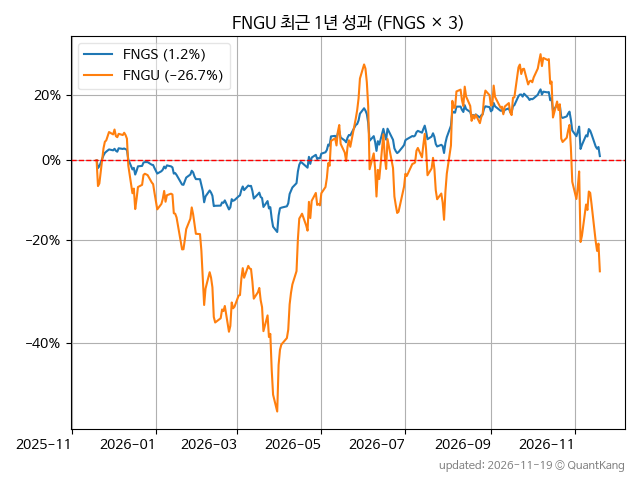 FNGU 최근 1년 성과 (FNGS × 3)
FNGS (1.2%)
FNGU (−26.7%)
20%
0%
−20%
−40%
2025−11 2026−01 2026−03 2026−05 2026−07 2026−09 2026−11
updated: 2026−11−19 © QuantKang